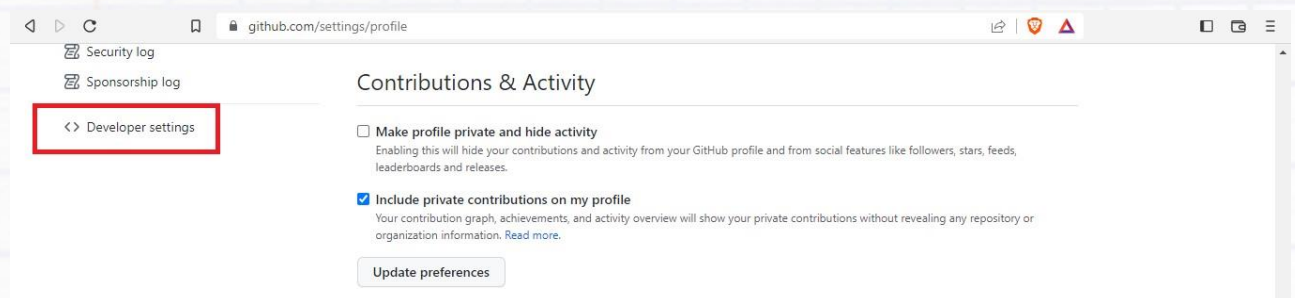 github.com/settings/profile
Security log
Sponsorship log
<> Developer settings
Contributions & Activity
Make profile private and hide activity
Enabling this will hide your contributions and activity from your GitHub profile and from social features like followers, stars, feeds,
leaderboards and releases.
Include private contributions on my profile
Your contribution graph, achievements, and activity overview will show your private contributions without revealing any repository or
organization information. Read more.
Update preferences